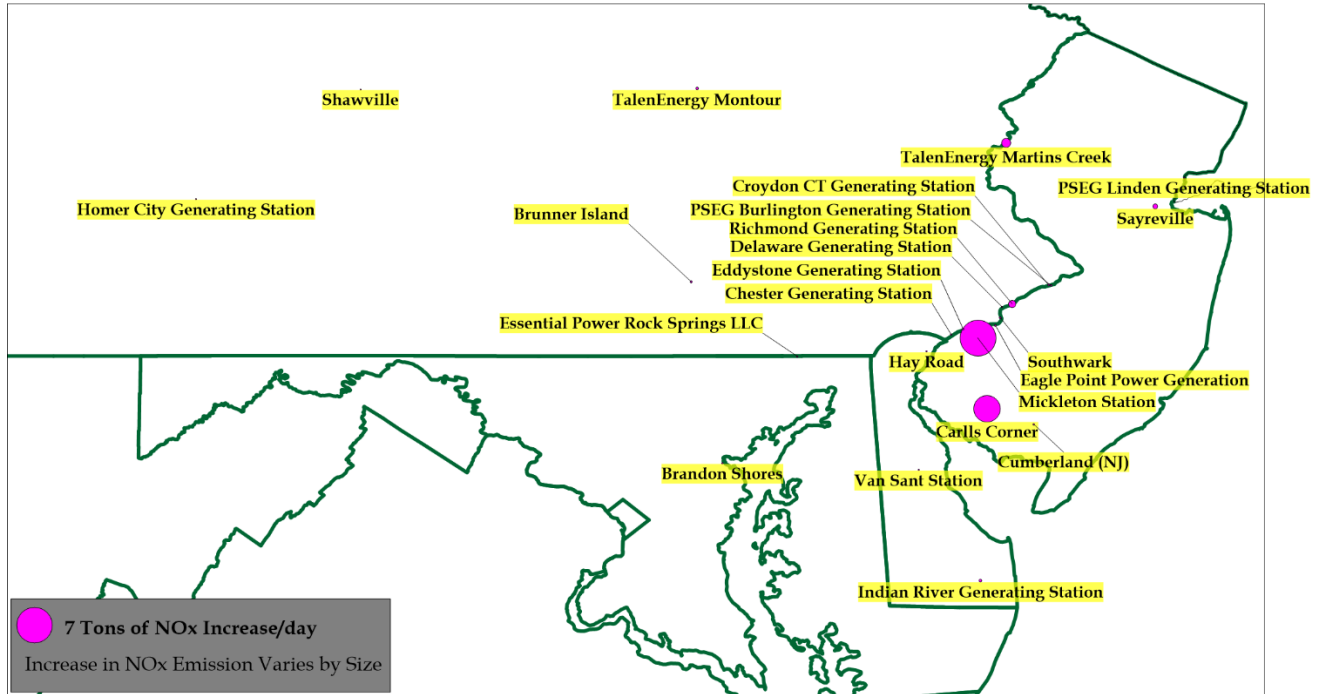 Shawville
TalenEnergy Montour
TalenEnergy Martins Creek
Croydon CT Generating Station
PSEG Linden Generating Station
Homer City Generating Station
Brunner Island
PSEG Burlington Generating Station
Sayreville
Richmond Generating Station
Delaware Generating Station
Eddystone Generating Station
Chester Generating Station
Essential Power Rock Springs LLC
Hay Road
Southwark
Eagle Point Power Generation
Mickleton Station
Carlls Corner
Cumberland (NJ)
Brandon Shores
Van Sant Station
Indian River Generating Station
7 Tons of NOx Increase/day
Increase in NOx Emission Varies by Size